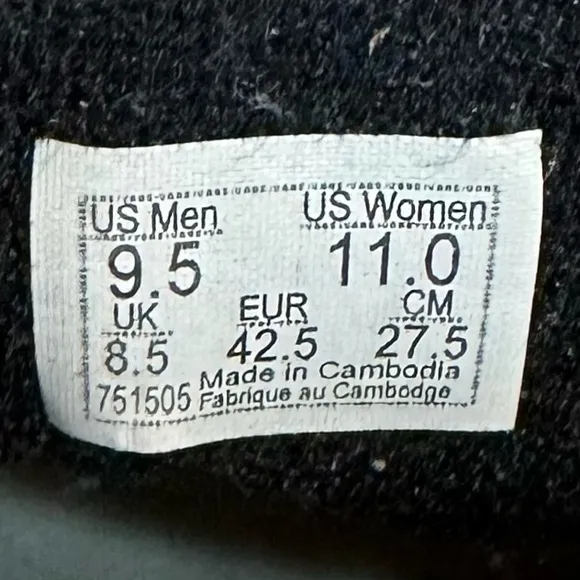 US Men US Women
9.5 11.0
UK EUR CM
8.5 42.5 27.5
751505 Made in Cambodia
Fabrique au Cambodge